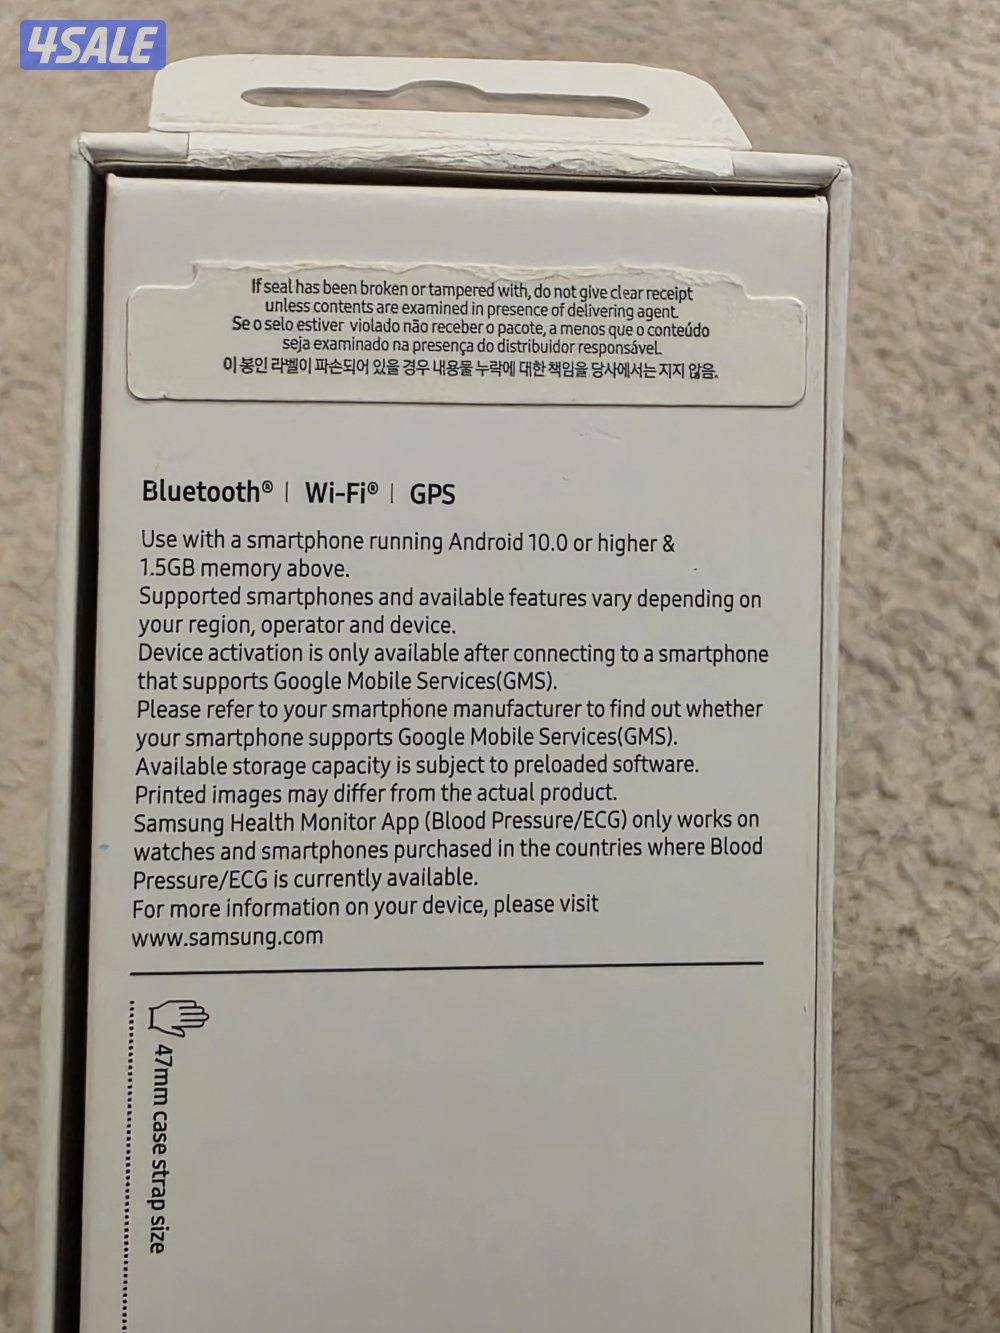 4SALE
If seal has been broken or tampered with, do not give clear receipt
unless contents are examined in presence of delivering agent.
Se o selo estiver violado não receber o pacote, a menos que o conteúdo
seja examinado na presença do distribuidor responsável.
이 봉인 라벨이 파손되어 있을 경우 내용물 누락에 대한 책임을 당사에서는 지지 않음.
Bluetooth® | Wi-Fi® | GPS
Use with a smartphone running Android 10.0 or higher &
1.5GB memory above.
Supported smartphones and available features vary depending on
your region, operator and device.
Device activation is only available after connecting to a smartphone
that supports Google Mobile Services(GMS).
Please refer to your smartphone manufacturer to find out whether
your smartphone supports Google Mobile Services(GMS).
Available storage capacity is subject to preloaded software.
Printed images may differ from the actual product.
Samsung Health Monitor App (Blood Pressure/ECG) only works on
watches and smartphones purchased in the countries where Blood
Pressure/ECG is currently available.
For more information on your device, please visit
www.samsung.com
47mm case strap size